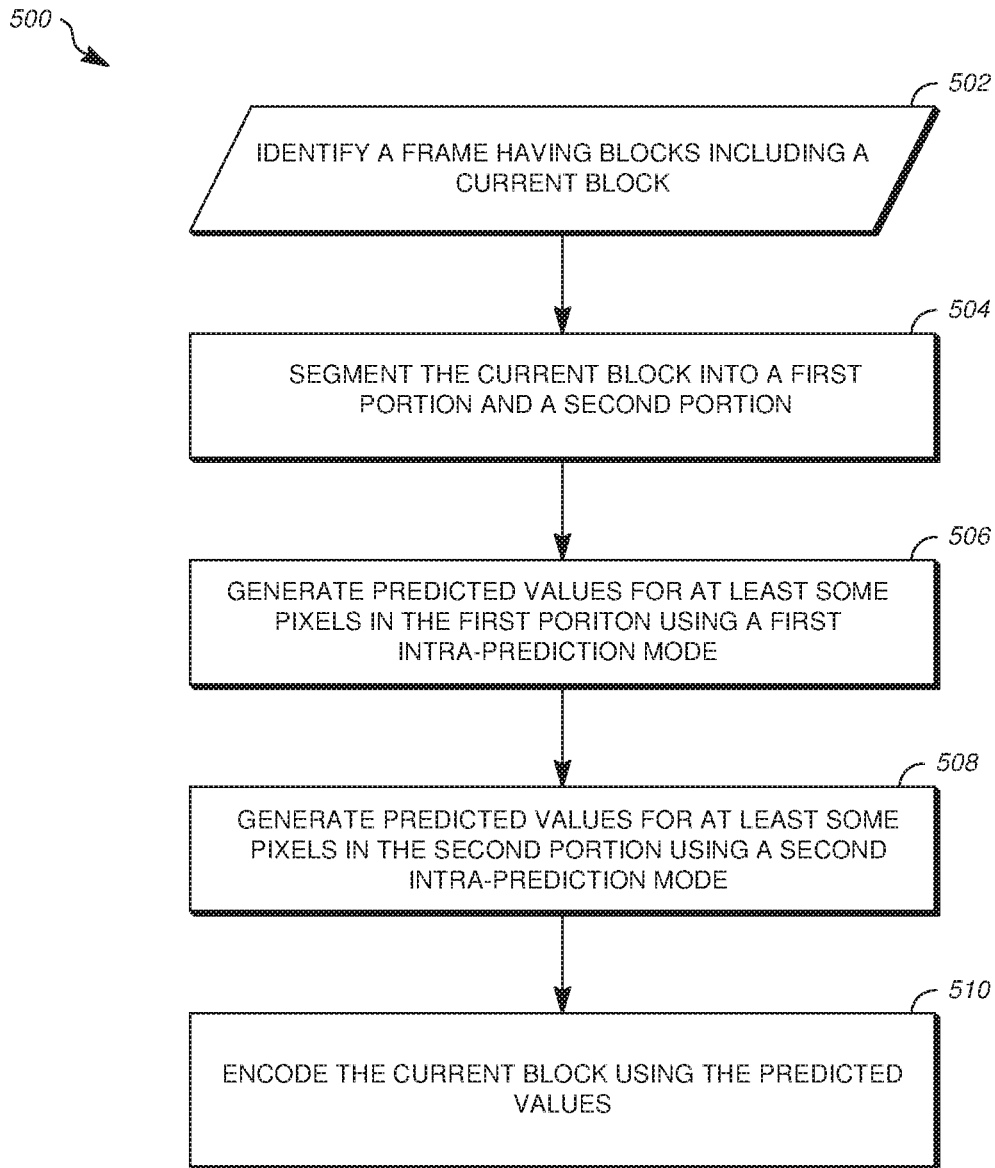 500
502
IDENTIFY A FRAME HAVING BLOCKS INCLUDING A
CURRENT BLOCK
504
SEGMENT THE CURRENT BLOCK INTO A FIRST
PORTION AND A SECOND PORTION
506
GENERATE PREDICTED VALUES FOR AT LEAST SOME
PIXELS IN THE FIRST PORITON USING A FIRST
INTRA-PREDICTION MODE
508
GENERATE PREDICTED VALUES FOR AT LEAST SOME
PIXELS IN THE SECOND PORTION USING A SECOND
INTRA-PREDICTION MODE
510
ENCODE THE CURRENT BLOCK USING THE PREDICTED
VALUES